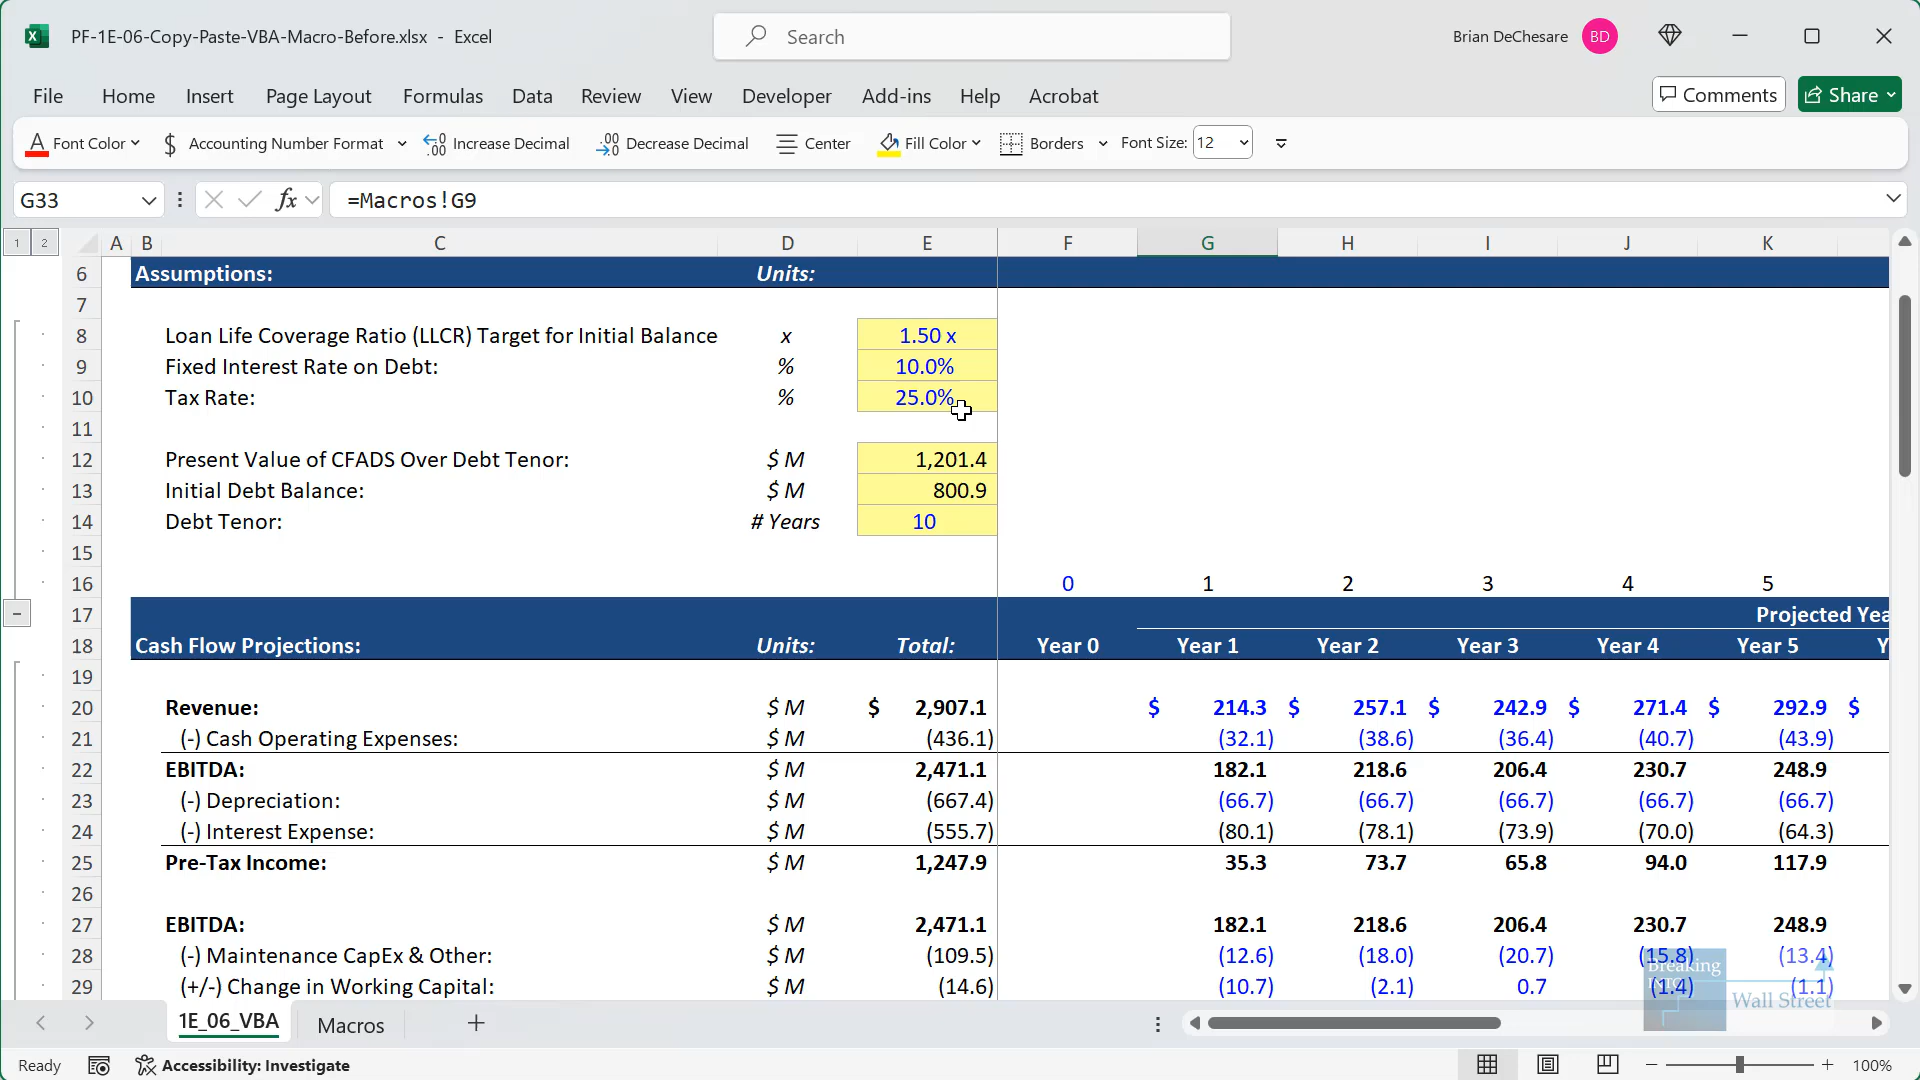 PF-1E-06-Copy-Paste-VBA-Macro-Before.xlsx - Excel
Search
Brian DeChesare BD
File Home Insert Page Layout Formulas Data Review View Developer Add-ins Help Acrobat
Comments Share
Font Color $ Accounting Number Format Increase Decimal Decrease Decimal Center Fill Color Borders Font Size: 12
G33 fx =Macros!G9
1 2 A B C D E F G H I J K
6 Assumptions: Units:
7
8 Loan Life Coverage Ratio (LLCR) Target for Initial Balance x 1.50 x
9 Fixed Interest Rate on Debt: % 10.0%
10 Tax Rate: % 25.0%
11
12 Present Value of CFADS Over Debt Tenor: $ M 1,201.4
13 Initial Debt Balance: $ M 800.9
14 Debt Tenor: # Years 10
15
16 0 1 2 3 4 5
17 Projected Yea
18 Cash Flow Projections: Units: Total: Year 0 Year 1 Year 2 Year 3 Year 4 Year 5 Y
19
20 Revenue: $ M $ 2,907.1 $ 214.3 $ 257.1 $ 242.9 $ 271.4 $ 292.9 $
21 (-) Cash Operating Expenses: $ M (436.1) (32.1) (38.6) (36.4) (40.7) (43.9)
22 EBITDA: $ M 2,471.1 182.1 218.6 206.4 230.7 248.9
23 (-) Depreciation: $ M (667.4) (66.7) (66.7) (66.7) (66.7) (66.7)
24 (-) Interest Expense: $ M (555.7) (80.1) (78.1) (73.9) (70.0) (64.3)
25 Pre-Tax Income: $ M 1,247.9 35.3 73.7 65.8 94.0 117.9
26
27 EBITDA: $ M 2,471.1 182.1 218.6 206.4 230.7 248.9
28 (-) Maintenance CapEx & Other: $ M (109.5) (12.6) (18.0) (20.7) (15.8) (13.4)
29 (+/-) Change in Working Capital: $ M (14.6) (10.7) (2.1) 0.7 (1.4) (1.1)
Breaking
INTO
Wall Street
1E_06_VBA Macros
Ready Accessibility: Investigate 100%